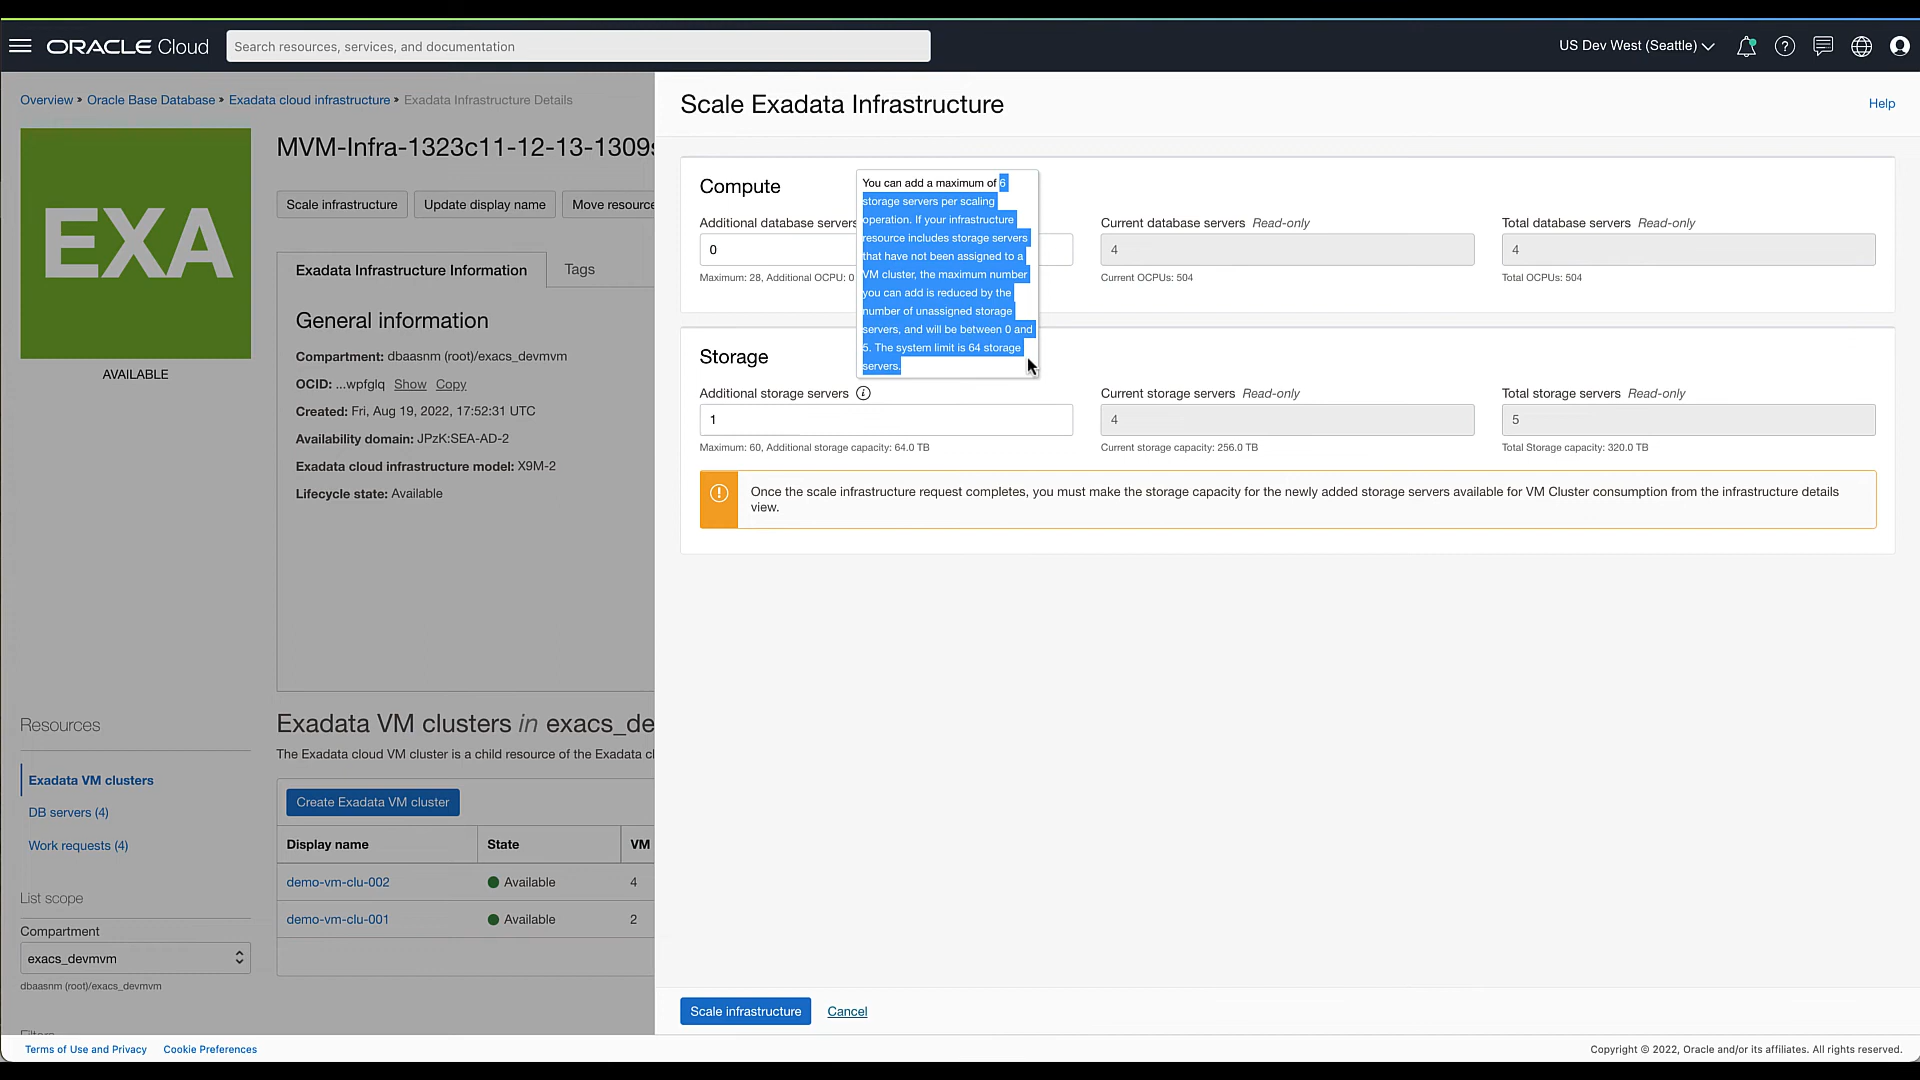 ORACLE Cloud
Search resources, services, and documentation
US Dev West (Seattle)
Overview » Oracle Base Database » Exadata cloud infrastructure » Exadata Infrastructure Details
EXA
AVAILABLE
MVM-Infra-1323c11-12-13-1309
Scale infrastructure
Update display name
Move resource
Exadata Infrastructure Information
Tags
General information
Compartment: dbaasnm (root)/exacs_devmvm
OCID: ...wpfglq Show Copy
Created: Fri, Aug 19, 2022, 17:52:31 UTC
Availability domain: JPzK:SEA-AD-2
Exadata cloud infrastructure model: X9M-2
Lifecycle state: Available
Resources
Exadata VM clusters
DB servers (4)
Work requests (4)
List scope
Compartment
exacs_devmvm
dbaasnm (root)/exacs_devmvm
Exadata VM clusters in exacs_de
The Exadata cloud VM cluster is a child resource of the Exadata cl
Create Exadata VM cluster
Display name State VM
demo-vm-clu-002 Available 4
demo-vm-clu-001 Available 2
Scale Exadata Infrastructure
Help
Compute
Additional database servers
0
Maximum: 28, Additional OCPU: 0
You can add a maximum of 6
storage servers per scaling
operation. If your infrastructure
resource includes storage servers
that have not been assigned to a
VM cluster, the maximum number
you can add is reduced by the
number of unassigned storage
servers, and will be between 0 and
5. The system limit is 64 storage
servers.
Current database servers Read-only
4
Current OCPUs: 504
Total database servers Read-only
4
Total OCPUs: 504
Storage
Additional storage servers
1
Maximum: 60, Additional storage capacity: 64.0 TB
Current storage servers Read-only
4
Current storage capacity: 256.0 TB
Total storage servers Read-only
5
Total Storage capacity: 320.0 TB
Once the scale infrastructure request completes, you must make the storage capacity for the newly added storage servers available for VM Cluster consumption from the infrastructure details
view.
Scale infrastructure
Cancel
Terms of Use and Privacy
Cookie Preferences
Copyright © 2022, Oracle and/or its affiliates. All rights reserved.